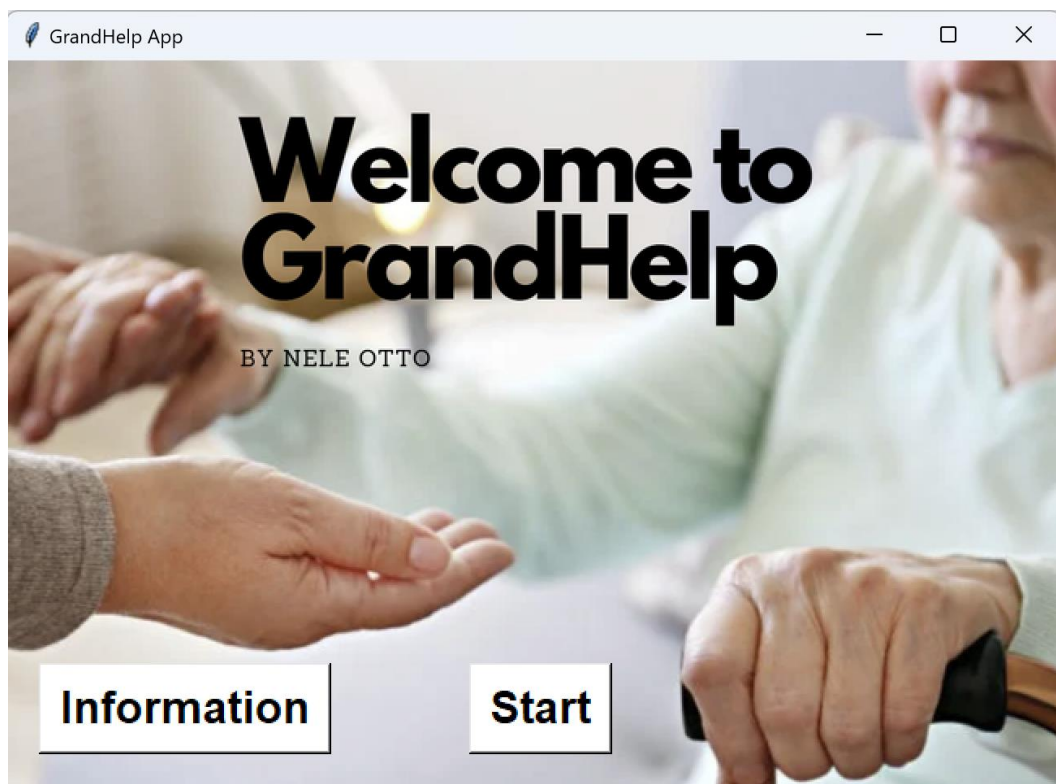 GrandHelp App
Welcome to
GrandHelp
BY NELE OTTO
Information
Start